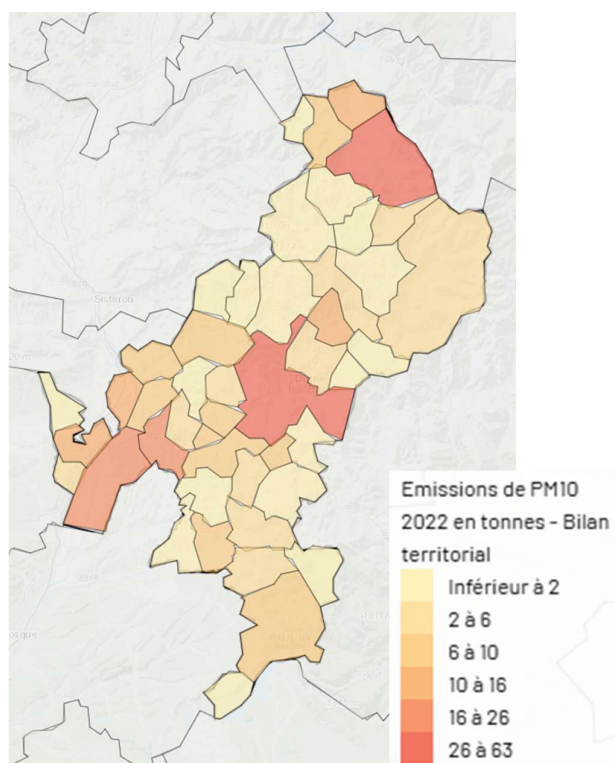 Sisteron
Emissions de PM10
2022 en tonnes - Bilan
territorial
Inférieur à 2
2 à 6
6 à 10
10 à 16
16 à 26
26 à 63